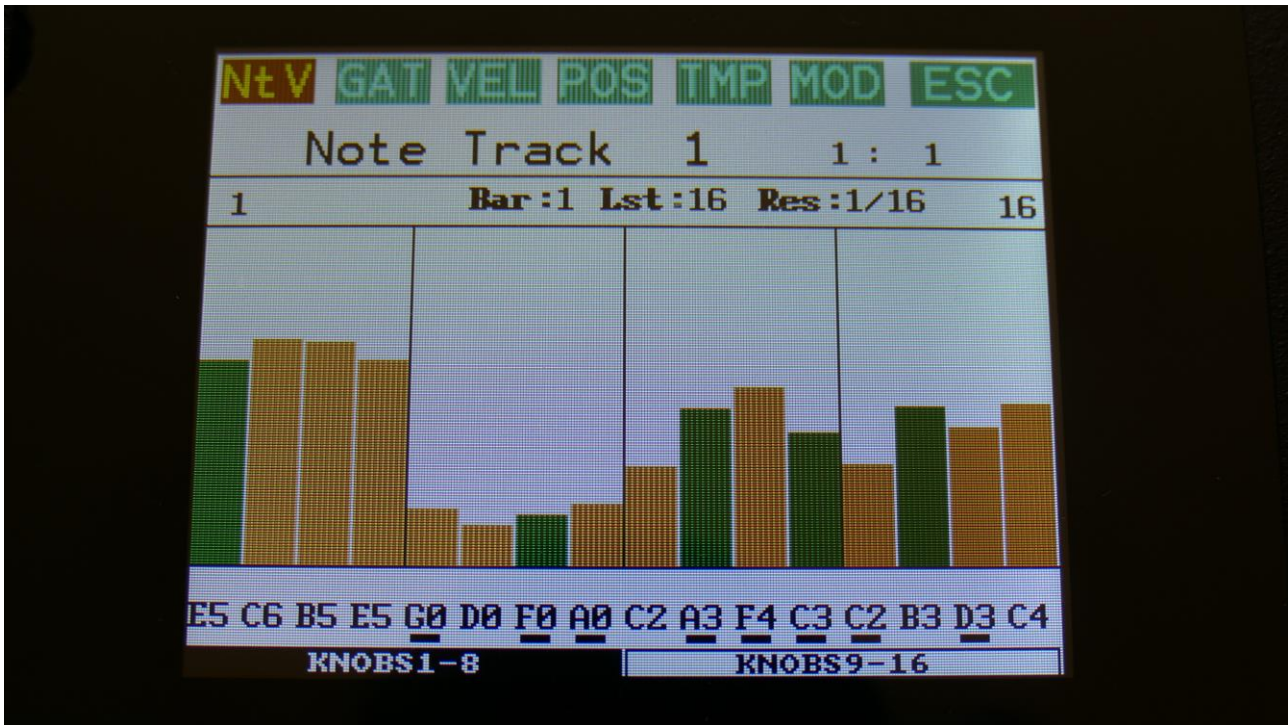 NtV GAT VEL POS TMP MOD ESC
Note Track 1 1: 1
1 Bar:1 Lst:16 Res:1/16 16
E5 C6 B5 E5 G0 D0 F0 A0 C2 A3 F4 C3 C2 B3 D3 C4
KNOBS1-8 KNOBS9-16